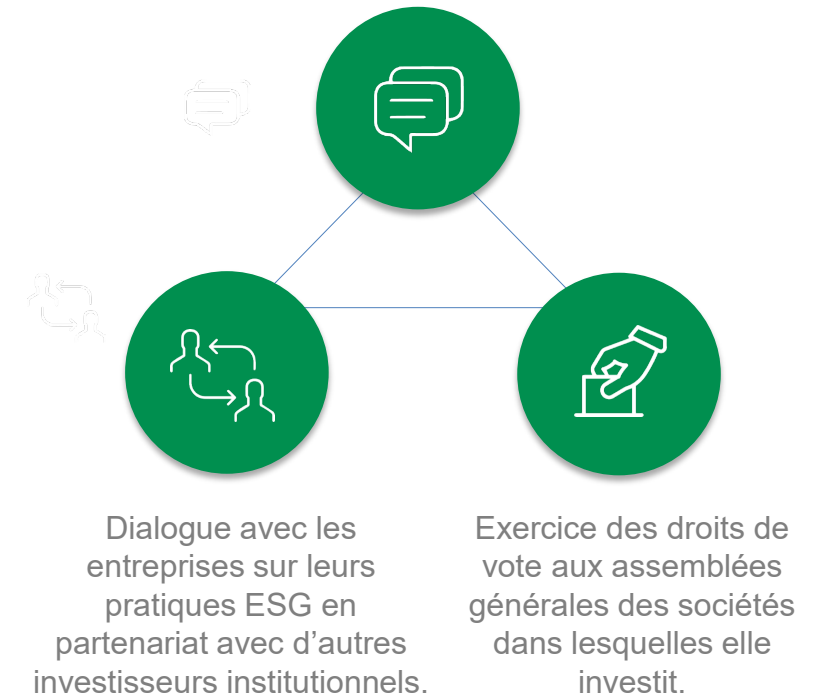 Dialogue avec les
entreprises sur leurs
pratiques ESG en
partenariat avec d’autres
investisseurs institutionnels.
Exercice des droits de
vote aux assemblées
générales des sociétés
dans lesquelles elle
investit.